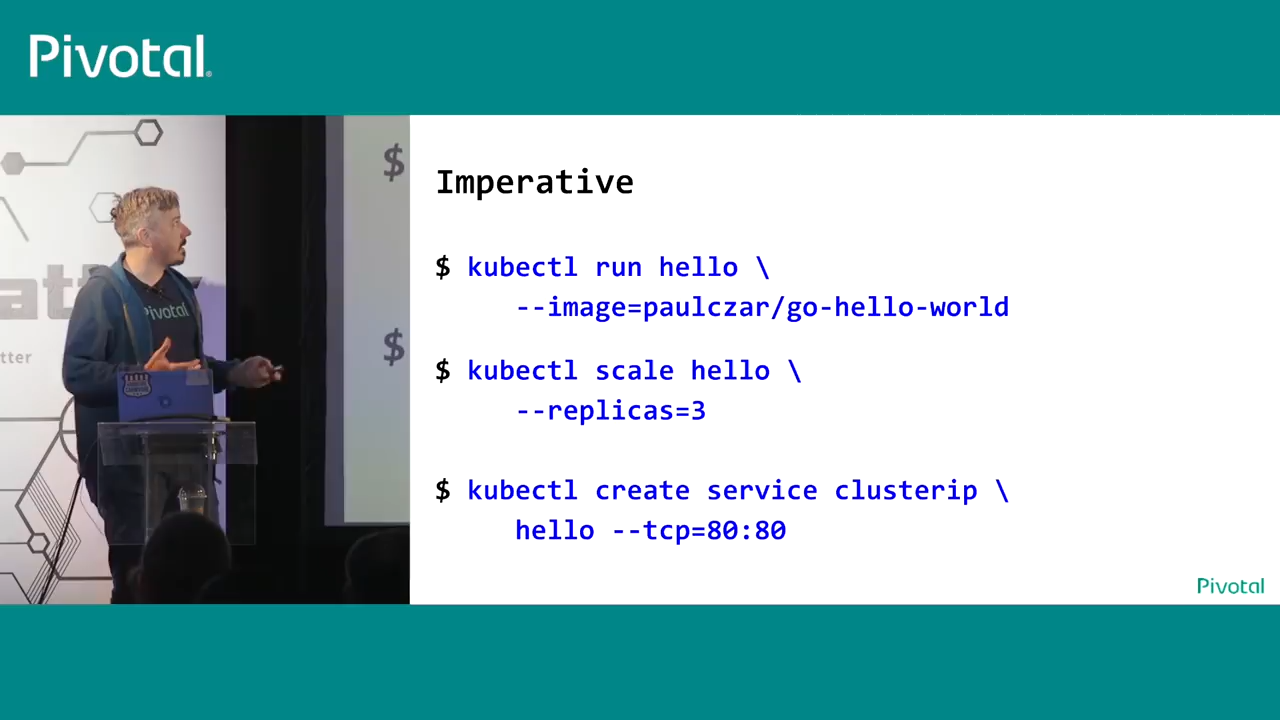 Pivotal
Imperative
$ kubectl run hello \
--image=paulczar/go-hello-world
$ kubectl scale hello \
--replicas=3
$ kubectl create service clusterip \
hello --tcp=80:80
Pivotal
$
$
Pivotal